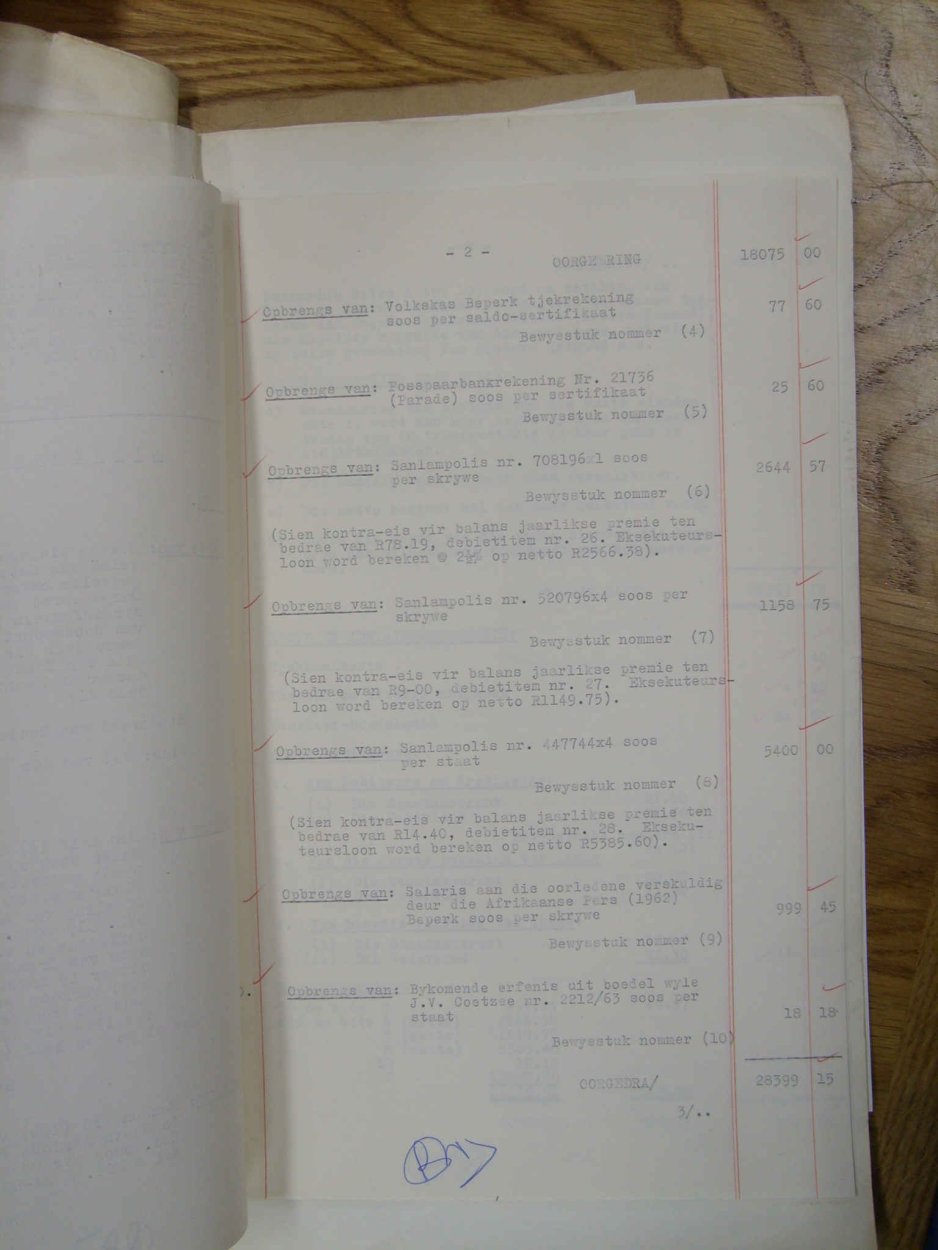 - 2 -
OORGEBRING 18075 00
Opbrengs van: Volkskas Beperk tjekrekening 77 60
soos per saldo-sertifikaat
Bewysstuk nommer (4)
Opbrengs van: Posspaarbankrekening Nr. 21736 25 60
(Parade) soos per sertifikaat
Bewysstuk nommer (5)
Opbrengs van: Sanlampolis nr. 708196x1 soos 2644 57
per skrywe
Bewysstuk nommer (6)
(Sien kontra-eis vir balans jaarlikse premie ten
bedrae van R78.19, debietitem nr. 26. Eksekuteurs-
loon word bereken @ 2½% op netto R2566.38).
Opbrengs van: Sanlampolis nr. 520796x4 soos per 1158 75
skrywe
Bewysstuk nommer (7)
(Sien kontra-eis vir balans jaarlikse premie ten
bedrae van R9-00, debietitem nr. 27. Eksekuteurs-
loon word bereken op netto R1149.75).
Opbrengs van: Sanlampolis nr. 447744x4 soos 5400 00
per staat
Bewysstuk nommer (8)
(Sien kontra-eis vir balans jaarlikse premie ten
bedrae van R14.40, debietitem nr. 28. Ekseku-
teursloon word bereken op netto R5385.60).
Opbrengs van: Salaris aan die oorledene verskuldig
deur die Afrikaanse Pers (1962) 999 45
Beperk soos per skrywe
Bewysstuk nommer (9)
Opbrengs van: Bykomende erfenis uit boedel wyle
J.V. Coetzee nr. 2212/63 soos per
staat 18 18
Bewysstuk nommer (10)
OORGEDRA/ 28399 15
3/..